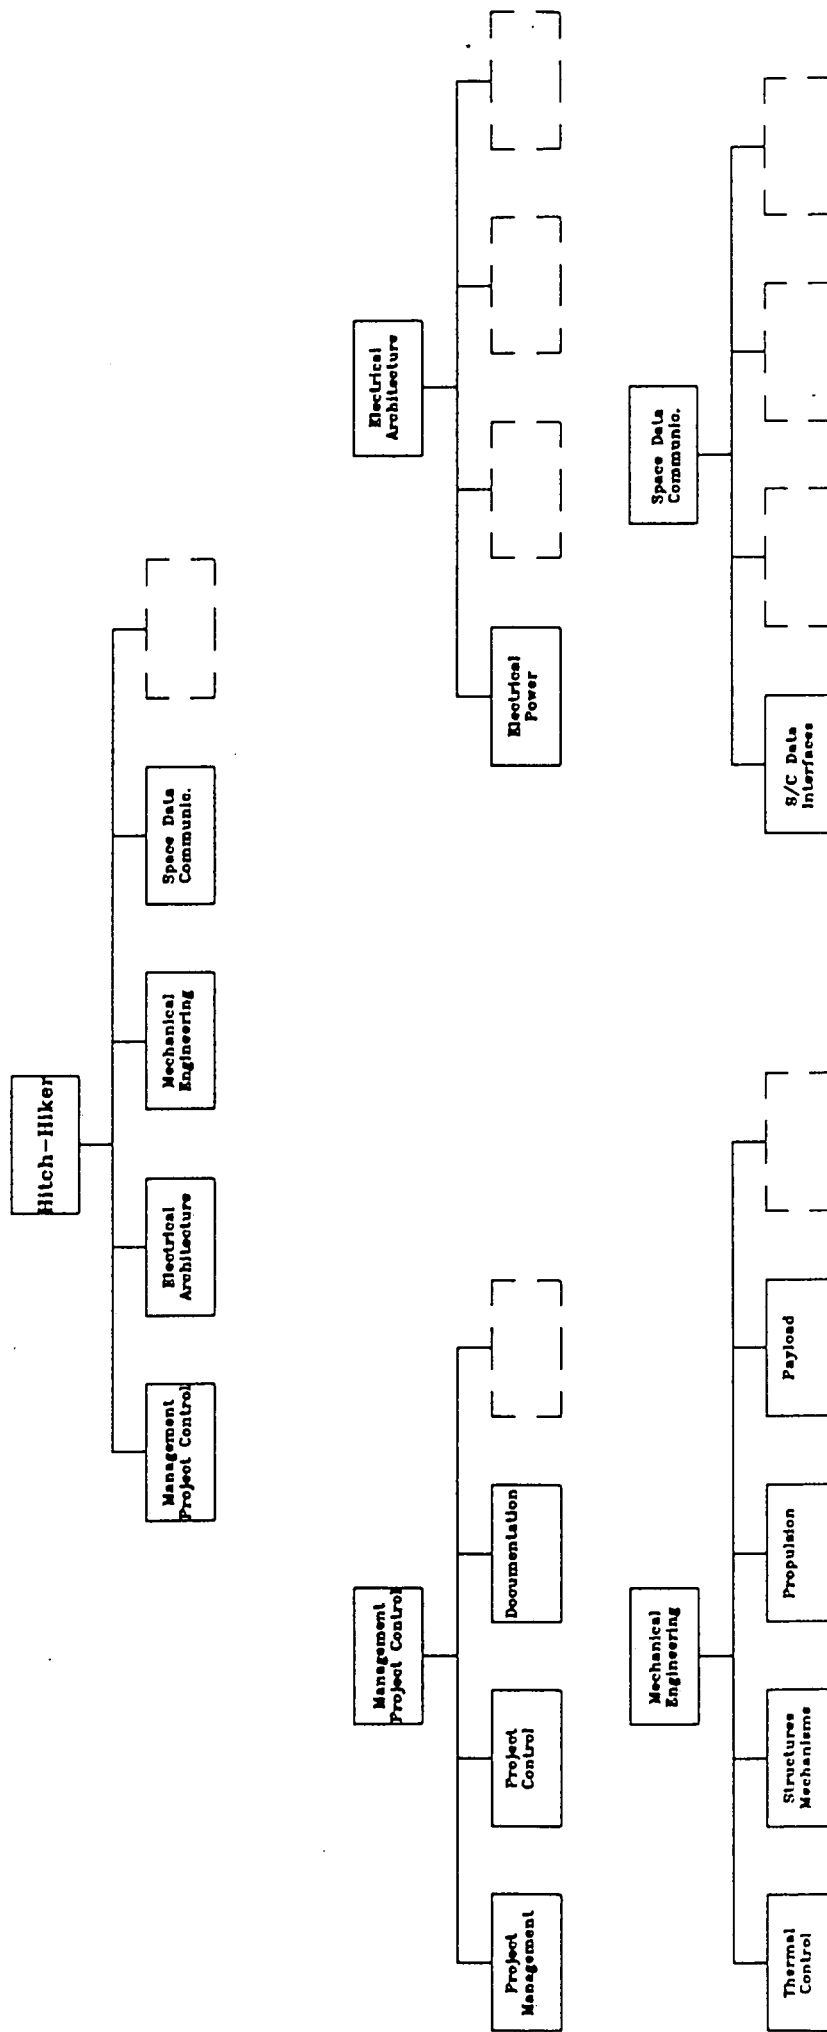 Hitch-Hiker
Management
Project Control
Electrical
Architecture
Mechanical
Engineering
Space Data
Communic.
Management
Project Control
Project
Management
Project
Control
Documentation
Electrical
Architecture
Electrical
Power
Mechanical
Engineering
Thermal
Control
Structures
Mechanisms
Propulsion
Payload
Space Data
Communic.
S/C Data
Interfaces